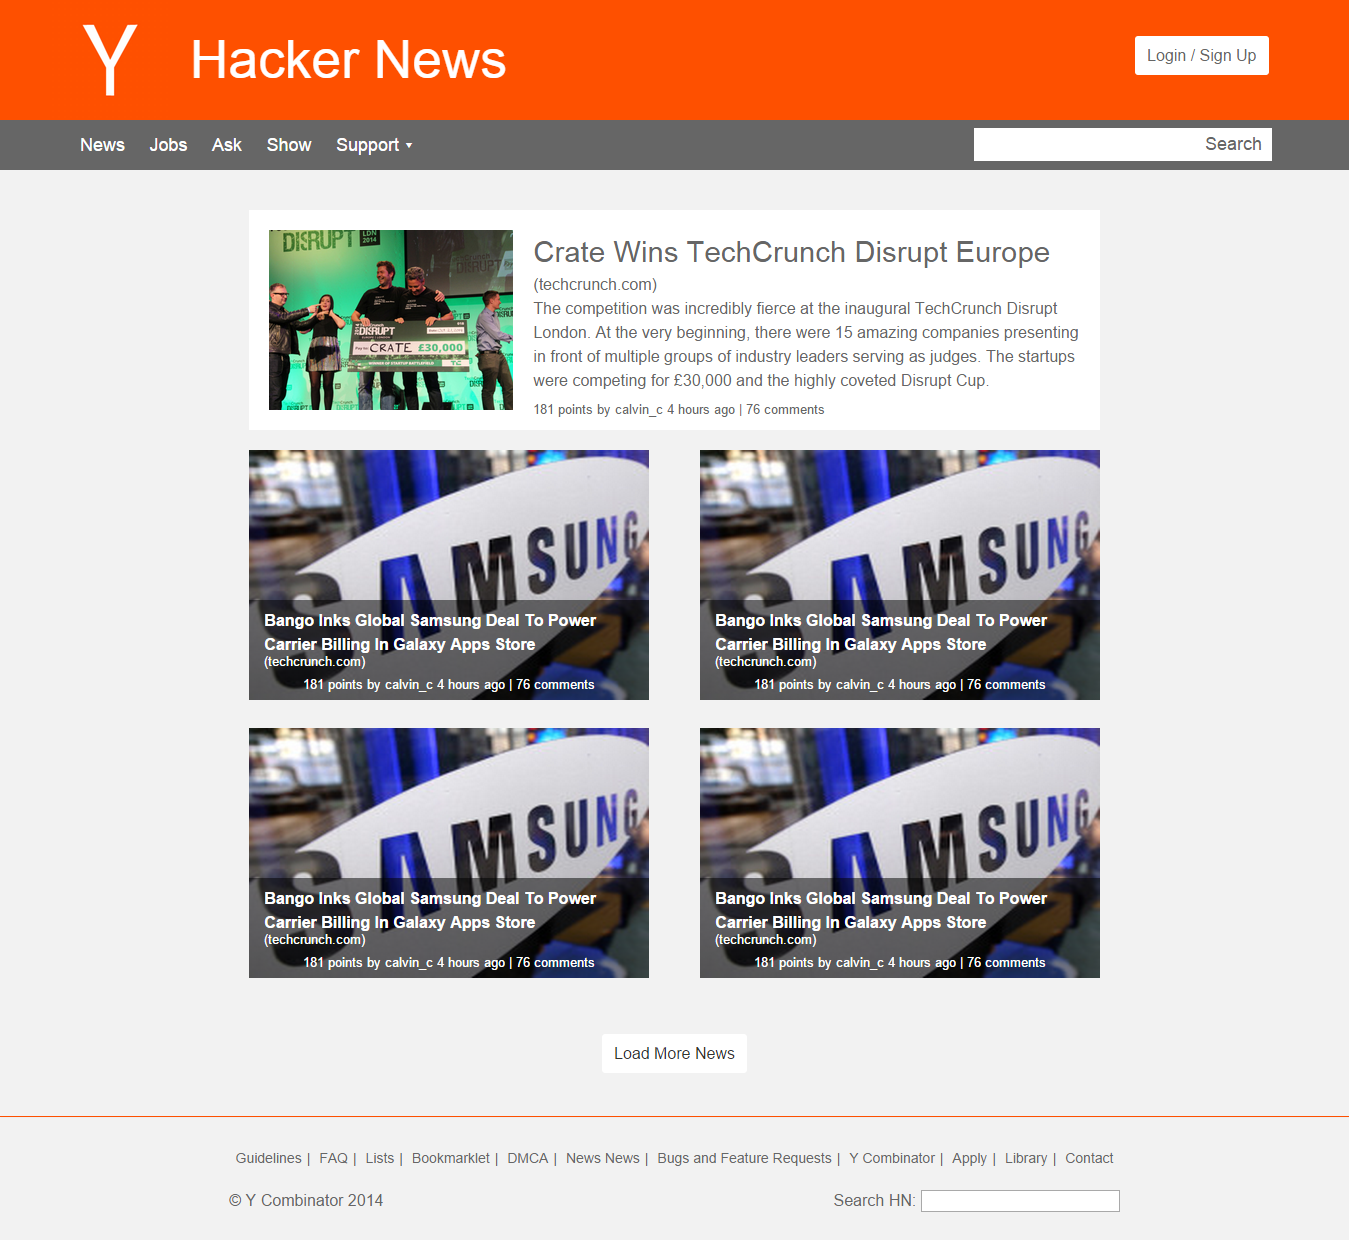 Y Hacker News
Login / Sign Up
News Jobs Ask Show Support
Search
DISRUPT LDN 2014
DISRUPT
DISRUPT
CRATE £30,000
Crate Wins TechCrunch Disrupt Europe
(techcrunch.com)
The competition was incredibly fierce at the inaugural TechCrunch Disrupt
London. At the very beginning, there were 15 amazing companies presenting
in front of multiple groups of industry leaders serving as judges. The startups
were competing for £30,000 and the highly coveted Disrupt Cup.
181 points by calvin_c 4 hours ago | 76 comments
SAMSUNG
Bango Inks Global Samsung Deal To Power
Carrier Billing In Galaxy Apps Store
(techcrunch.com)
181 points by calvin_c 4 hours ago | 76 comments
SAMSUNG
Bango Inks Global Samsung Deal To Power
Carrier Billing In Galaxy Apps Store
(techcrunch.com)
181 points by calvin_c 4 hours ago | 76 comments
SAMSUNG
Bango Inks Global Samsung Deal To Power
Carrier Billing In Galaxy Apps Store
(techcrunch.com)
181 points by calvin_c 4 hours ago | 76 comments
SAMSUNG
Bango Inks Global Samsung Deal To Power
Carrier Billing In Galaxy Apps Store
(techcrunch.com)
181 points by calvin_c 4 hours ago | 76 comments
Load More News
Guidelines | FAQ | Lists | Bookmarklet | DMCA | News News | Bugs and Feature Requests | Y Combinator | Apply | Library | Contact
© Y Combinator 2014
Search HN: